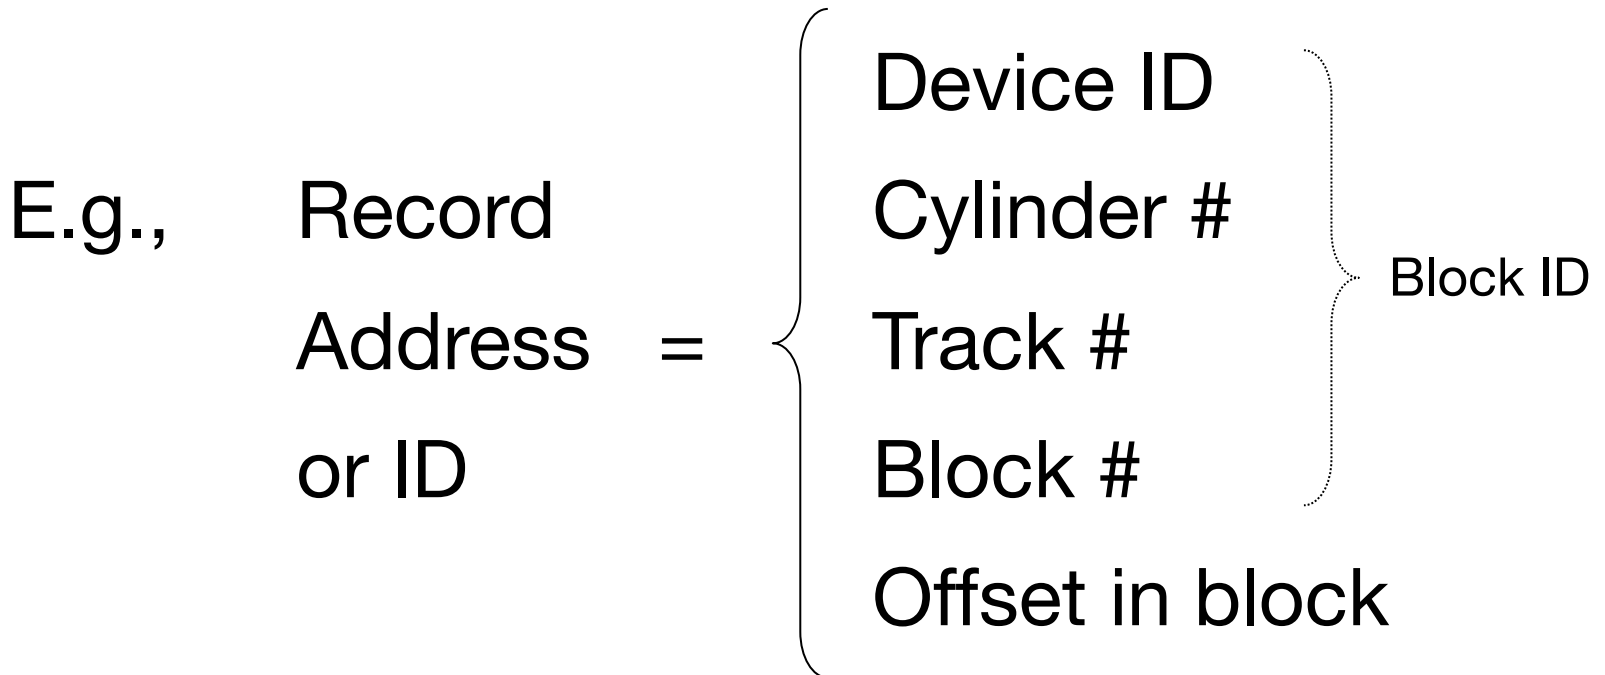 Device ID
E.g., Record Cylinder #
Block ID
Address = Track #
or ID Block #
Offset in block